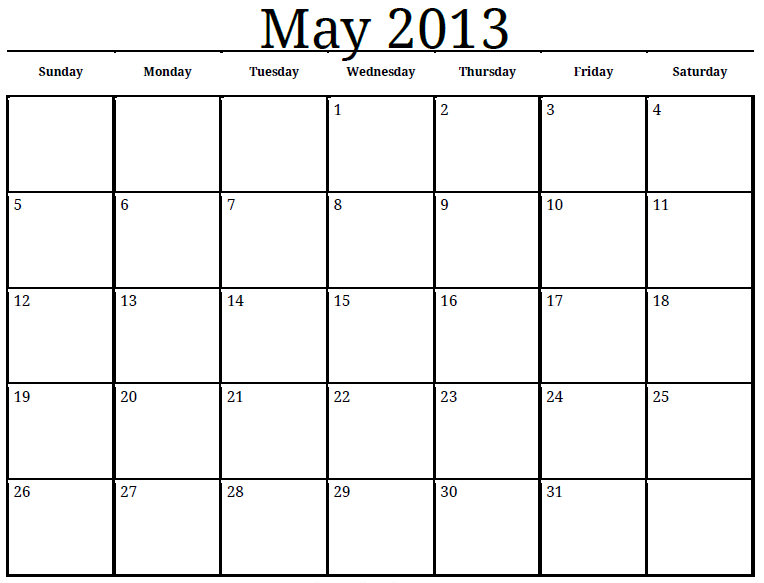 May 2013
Sunday Monday Tuesday Wednesday Thursday Friday Saturday
1 2 3 4
5 6 7 8 9 10 11
12 13 14 15 16 17 18
19 20 21 22 23 24 25
26 27 28 29 30 31